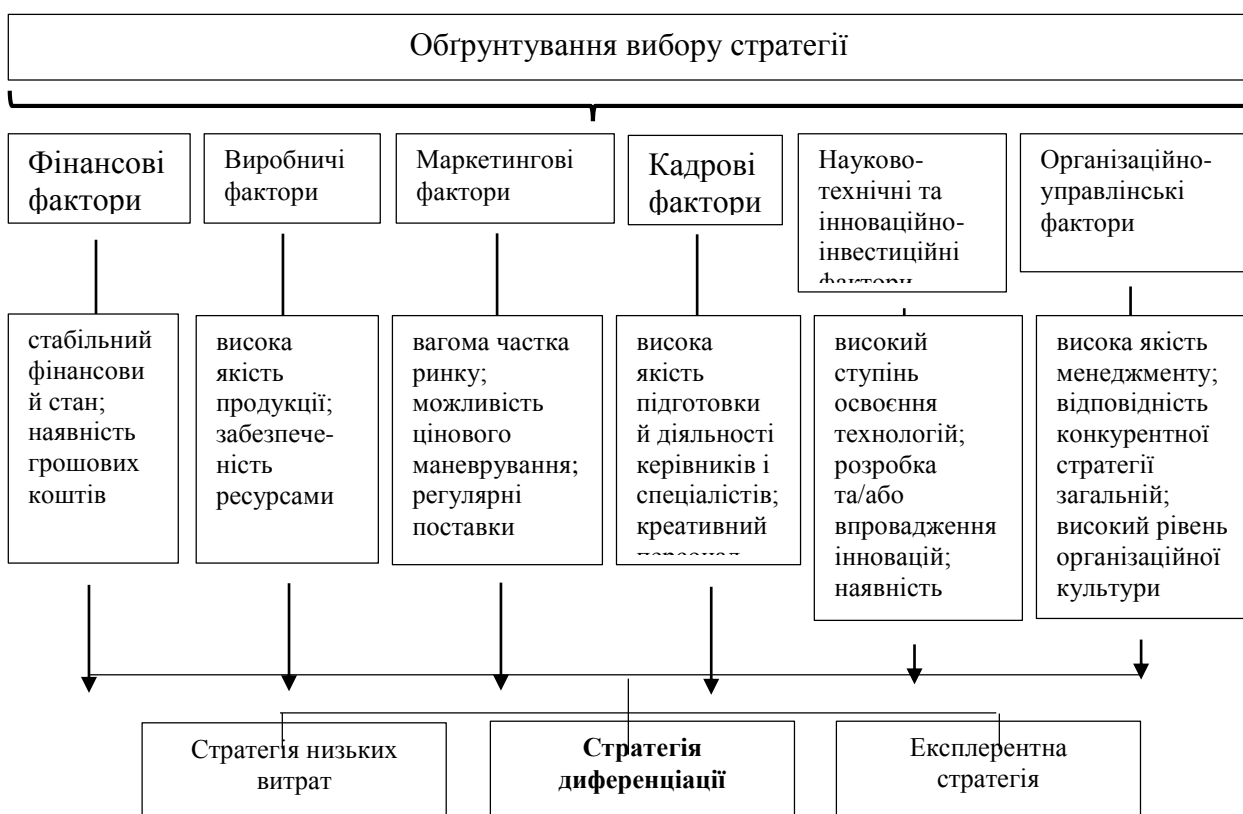 Обґрунтування вибору стратегії
Фінансові
фактори
Виробничі
фактори
Маркетингові
фактори
Кадрові
фактори
Науково-
технічні та
інноваційно-
інвестиційні
фактори
Організаційно-
управлінські
фактори
стабільний
фінансови
й стан;
наявність
грошових
коштів
висока
якість
продукції;
забезпече-
ність
ресурсами
вагома частка
ринку;
можливість
цінового
маневрування;
регулярні
поставки
висока
якість
підготовки
й діяльності
керівників і
спеціалістів;
креативний
персонал
високий
ступінь
освоєння
технологій;
розробка
та/або
впровадження
інновацій;
наявність
висока якість
менеджменту;
відповідність
конкурентної
стратегії
загальній;
високий рівень
організаційної
культури
Стратегія низьких
витрат
Стратегія
диференціації
Експлерентна
стратегія